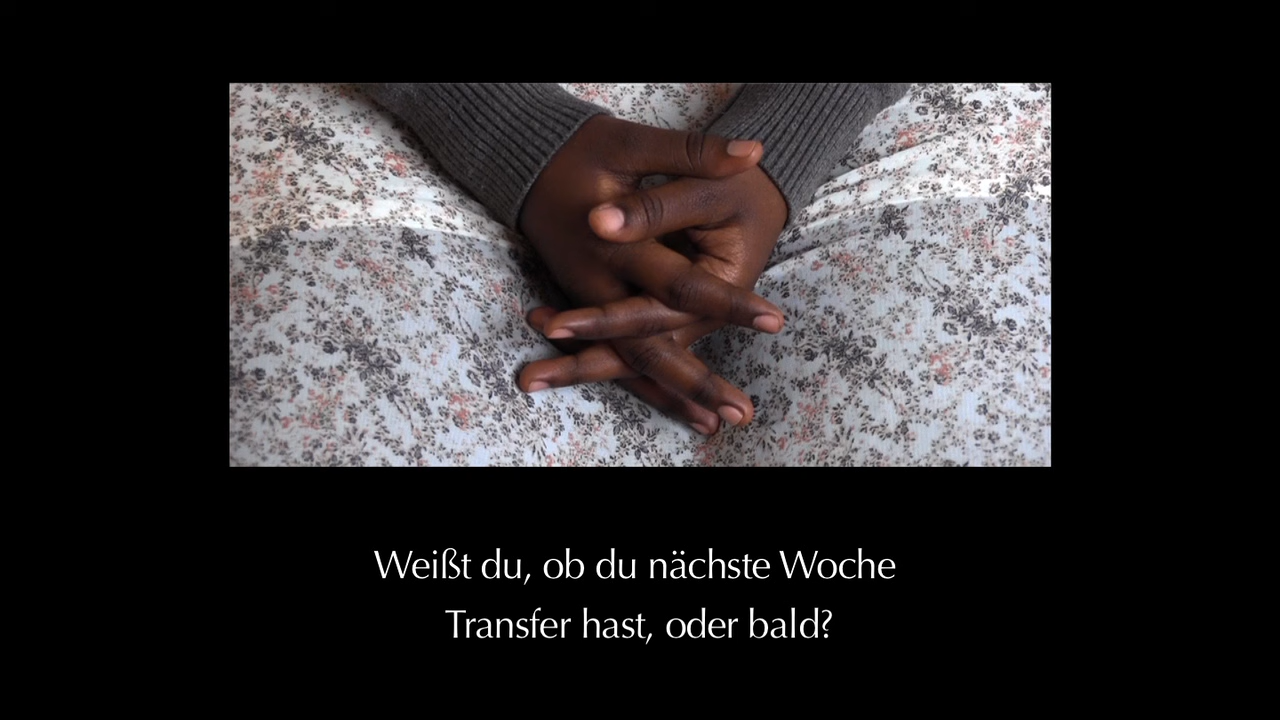 Weißt du, ob du nächste Woche
Transfer hast, oder bald?